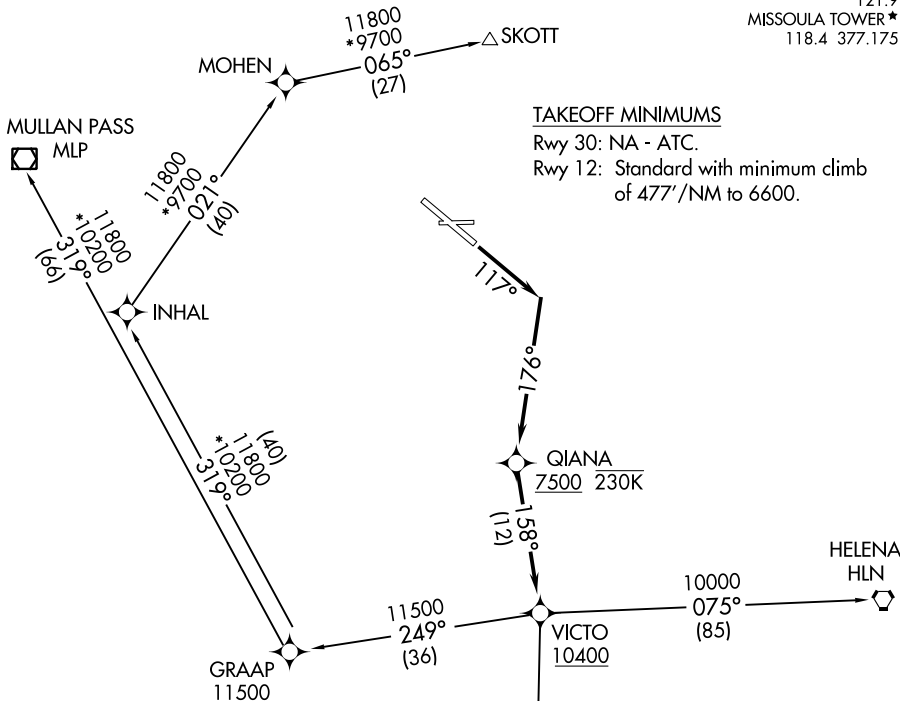 121.9
MISSOULA TOWER★
118.4 377.175
11800
*9700
065°
(27)
SKOTT
MOHEN
MULLAN PASS
MLP
TAKEOFF MINIMUMS
Rwy 30: NA - ATC.
Rwy 12: Standard with minimum climb
of 477'/NM to 6600.
11800
*9700
021°
(40)
11800
*10200
319°
(66)
INHAL
117°
176°
(40)
11800
*10200
319°
QIANA
7500 230K
158°
(12)
HELENA
HLN
10000
075°
(85)
11500
249°
(36)
VICTO
10400
GRAAP
11500